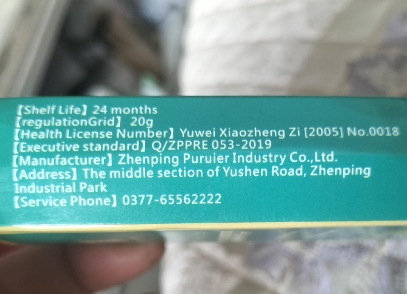 【Shelf Life】24 months
【regulationGrid】 20g
【Health License Number】Yuwei Xiaozheng Zi [2005] No.0018
【Executive standard】Q/ZPPRE 053-2019
【Manufacturer】Zhenping Puruier Industry Co.,Ltd.
【Address】The middle section of Yushen Road, Zhenping
Industrial Park
【Service Phone】0377-65562222